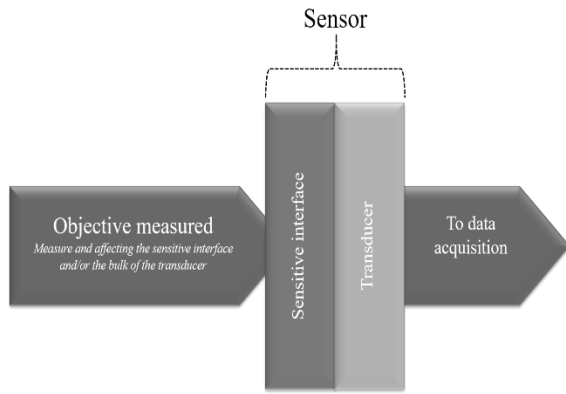 Sensor
Objective measured
Measure and affecting the sensitive interface
and/or the bulk of the transducer
Sensitive interface
Transducer
To data
acquisition